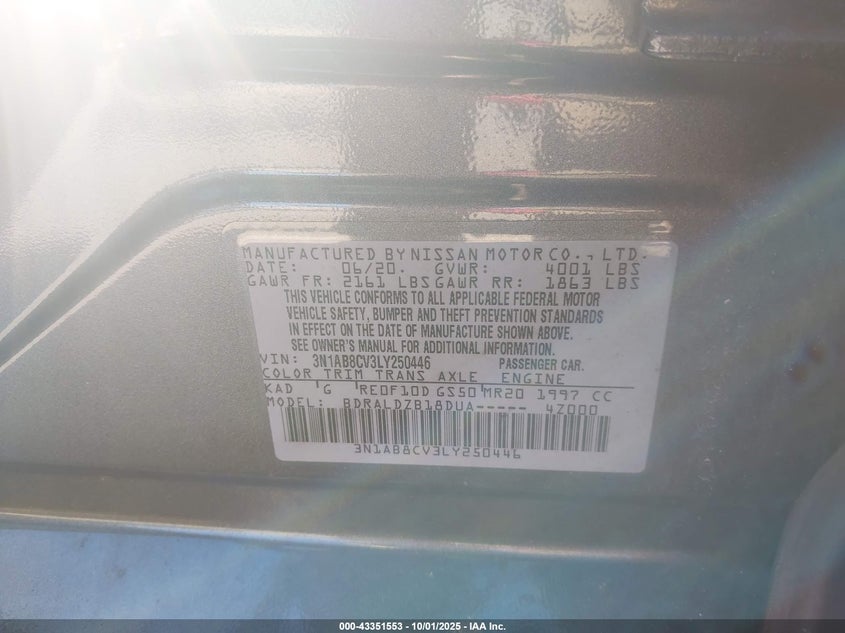 MANUFACTURED BY NISSAN MOTOR CO., LTD.
DATE: 06/20. GVWR: 4001 LBS
GAWR FR: 2161 LBS GAWR RR: 1863 LBS
THIS VEHICLE CONFORMS TO ALL APPLICABLE FEDERAL MOTOR
VEHICLE SAFETY, BUMPER AND THEFT PREVENTION STANDARDS
IN EFFECT ON THE DATE OF MANUFACTURE SHOWN ABOVE.
SEE OWNER'S MANUAL FOR ADDITIONAL INFORMATION.
VIN: 3N1AB8CV3LY250446 PASSENGER CAR.
COLOR TRIM TRANS AXLE ENGINE
KAD G RE0F10D GS50 MR20 1997 CC
MODEL: BDRALDZB18DUA----- 4Z000
3N1AB8CV3LY250446
000-43351553 - 10/01/2025 - IAA Inc.